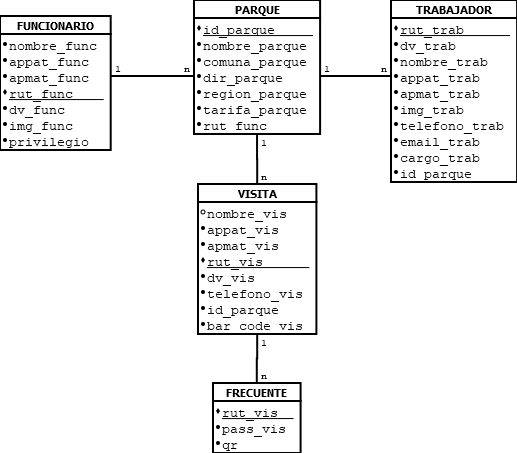 FUNCIONARIO
nombre_func
appat_func
apmat_func
rut_func
dv_func
img_func
privilegio
1
n
PARQUE
id_parque
nombre_parque
comuna_parque
dir_parque
region_parque
tarifa_parque
rut_func
1
n
TRABAJADOR
rut_trab
dv_trab
nombre_trab
appat_trab
apmat_trab
img_trab
telefono_trab
email_trab
cargo_trab
id_parque
1
n
VISITA
nombre_vis
appat_vis
apmat_vis
rut_vis
dv_vis
telefono_vis
id_parque
bar_code_vis
1
n
FRECUENTE
rut_vis
pass_vis
qr